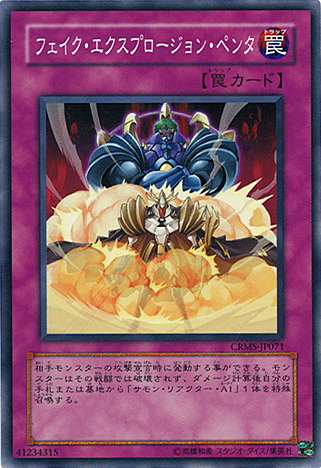 フェイク・エクスプロージョン・ペンタ
トラップ
罠
トラップ
【罠カード】
CRMS-JP071
相手モンスターの攻撃宣言時に発動する事ができる。モン
スターはその戦闘では破壊されず、ダメージ計算後自分の
手札または墓地から「サモン・リアクター・AI」1体を特殊
召喚する。
41234315
©高橋和希 スタジオ・ダイス/集英社